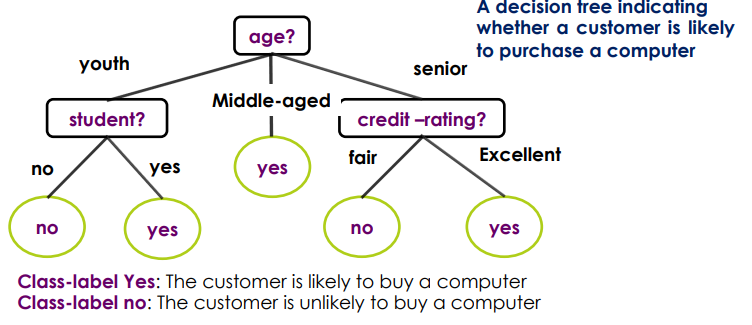 A decision tree indicating
whether a customer is likely
to purchase a computer
age?
youth
senior
Middle-aged
student?
credit –rating?
no
yes
fair
Excellent
yes
no
yes
no
yes
Class-label Yes: The customer is likely to buy a computer
Class-label no: The customer is unlikely to buy a computer